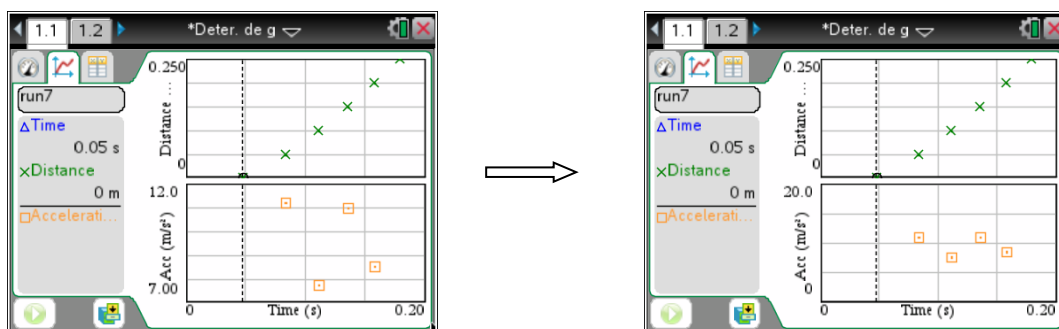 1.1 1.2 *Deter. de g
run7
Time
0.05 s
Distance
0 m
Accelerati...
0.250
Distance ...
0
12.0
Acc (m/s²)
7.00
0 Time (s) 0.20
1.1 1.2 *Deter. de g
run7
Time
0.05 s
Distance
0 m
Accelerati...
0.250
Distance ...
0
20.0
Acc (m/s²)
0
0 Time (s) 0.20